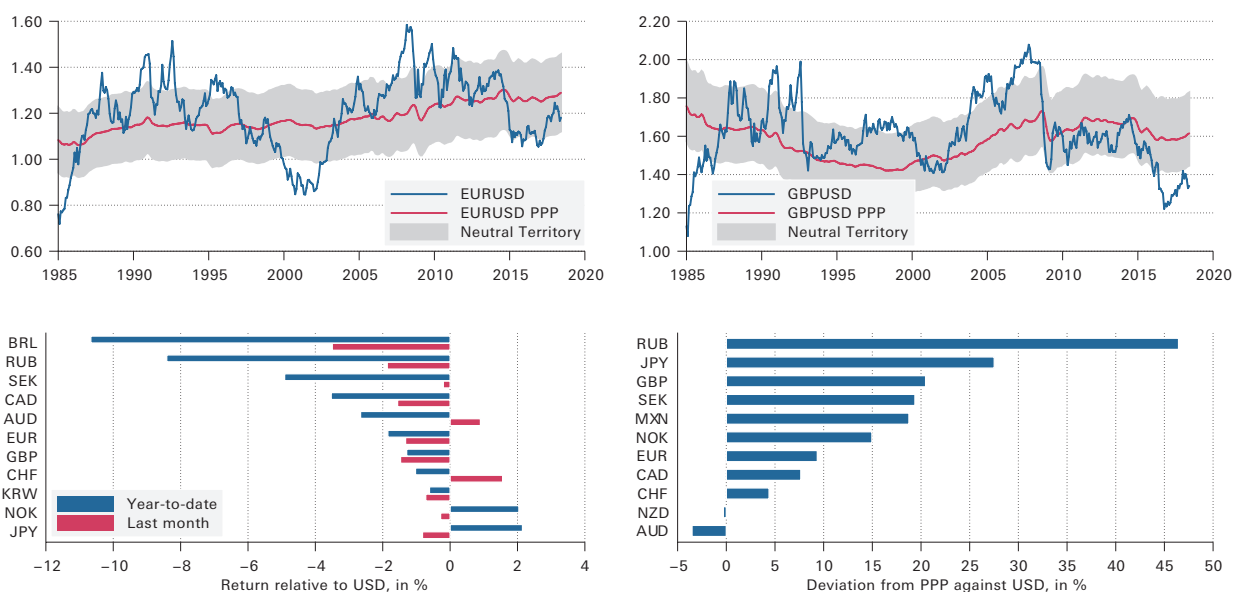 1.60
1.40
1.20
1.00
0.80
0.60
EURUSD
EURUSD PPP
Neutral Territory
1985 1990 1995 2000 2005 2010 2015 2020
2.20
2.00
1.80
1.60
1.40
1.20
1.00
GBPUSD
GBPUSD PPP
Neutral Territory
1985 1990 1995 2000 2005 2010 2015 2020
BRL
RUB
SEK
CAD
AUD
EUR
GBP
CHF
KRW
NOK
JPY
Year-to-date
Last month
−12 −10 −8 −6 −4 −2 0 2 4
Return relative to USD, in %
RUB
JPY
GBP
SEK
MXN
NOK
EUR
CAD
CHF
NZD
AUD
−5 0 5 10 15 20 25 30 35 40 45 50
Deviation from PPP against USD, in %